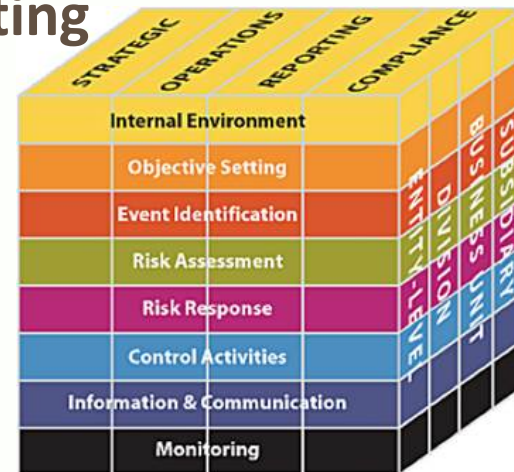 ting
STRATEGIC
OPERATIONS
REPORTING
COMPLIANCE
Internal Environment
Objective Setting
Event Identification
Risk Assessment
Risk Response
Control Activities
Information & Communication
Monitoring
ENTITY-LEVEL
DIVISION
BUSINESS UNIT
SUBSIDIARY